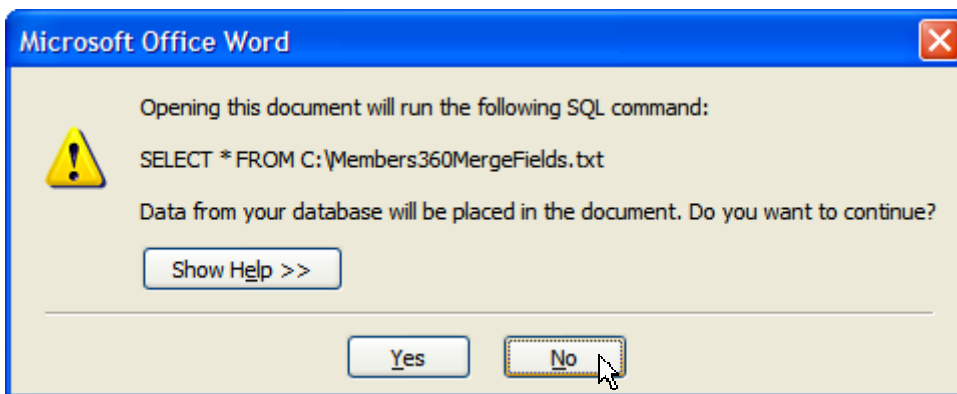 Microsoft Office Word
Opening this document will run the following SQL command:
SELECT * FROM C:\Members360MergeFields.txt
Data from your database will be placed in the document. Do you want to continue?
Show Help >>
Yes
No